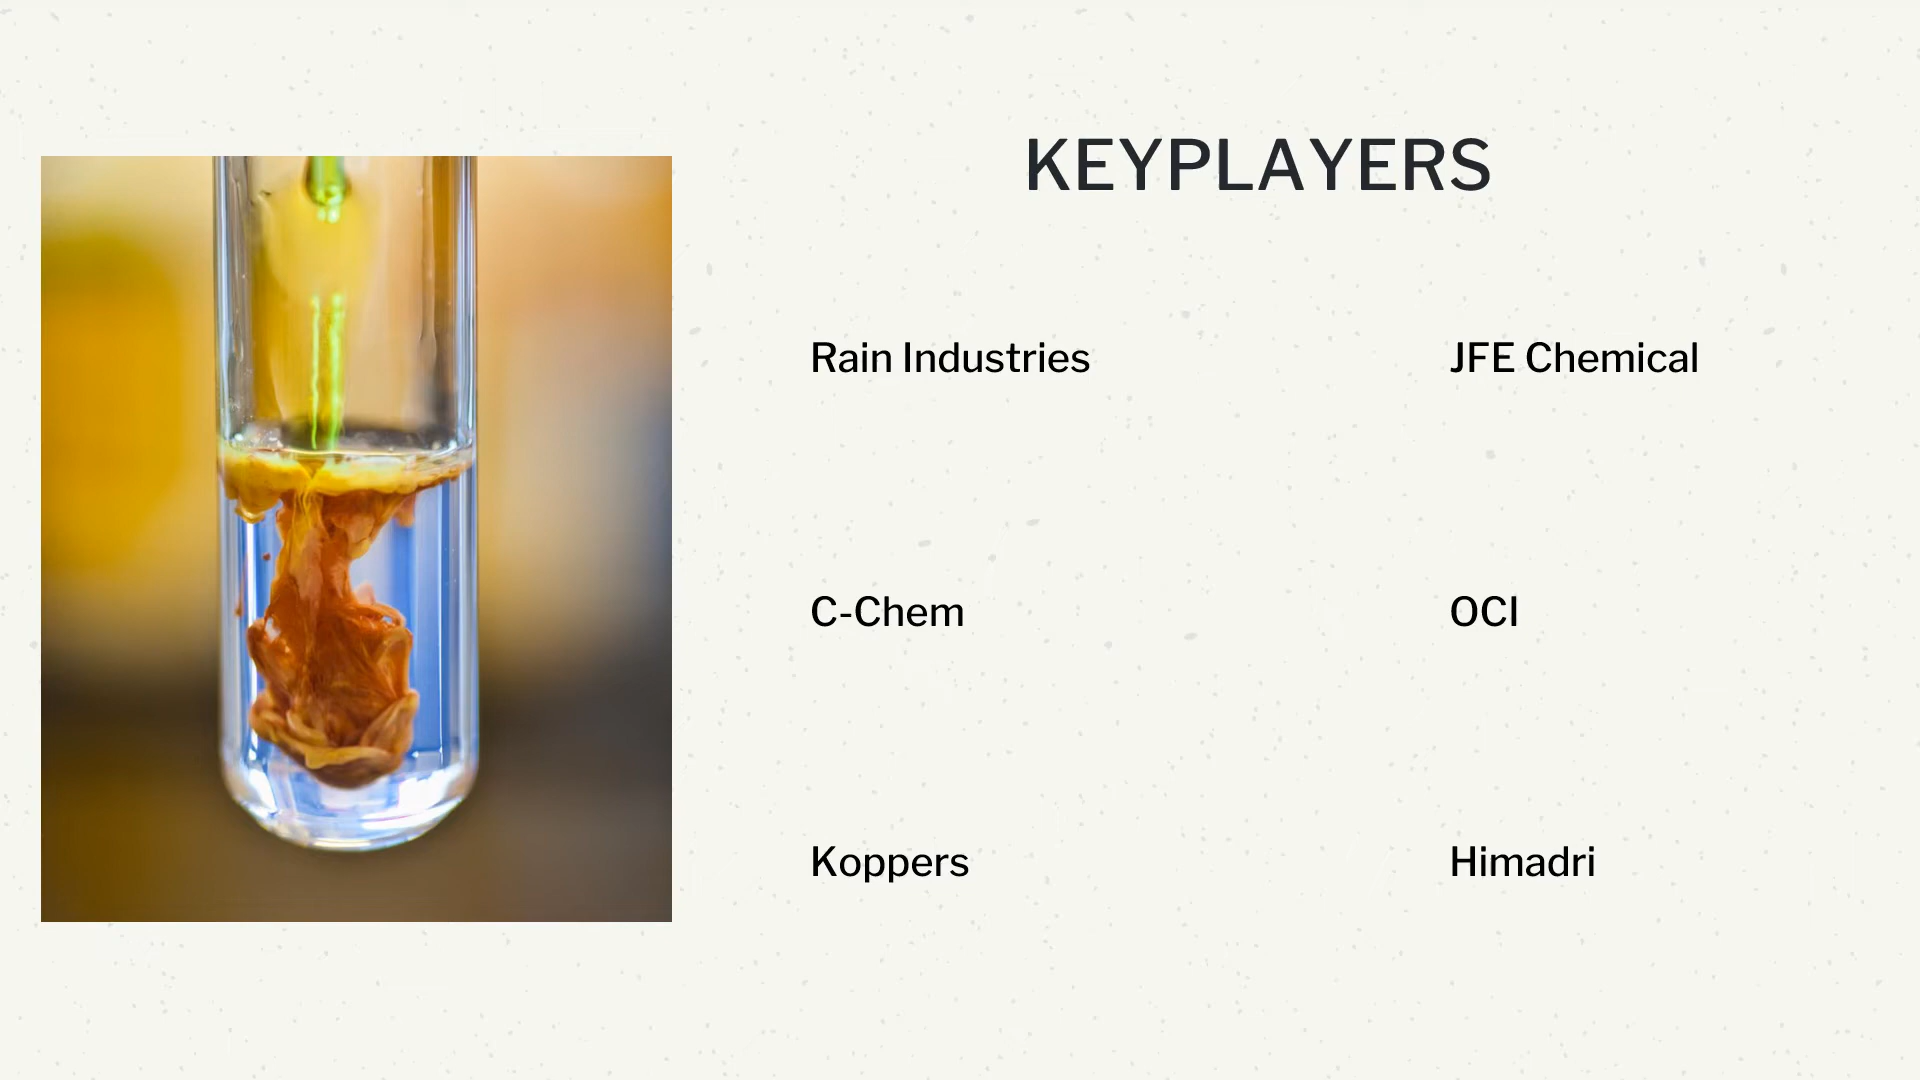 KEYPLAYERS
Rain Industries
JFE Chemical
C-Chem
OCI
Koppers
Himadri